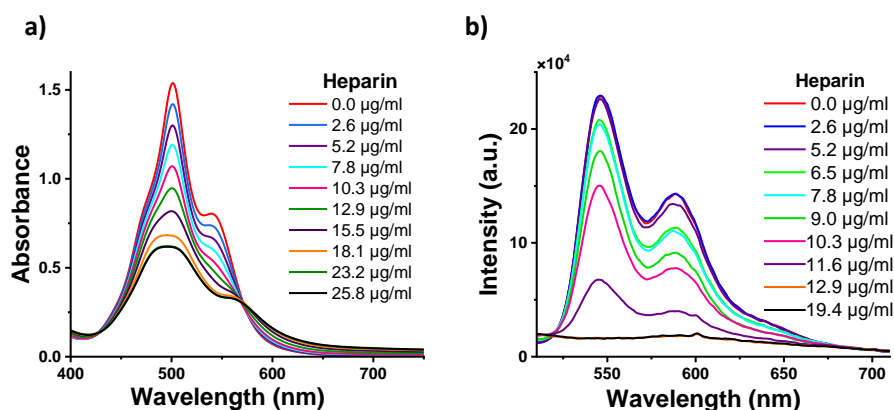 a)
Heparin
0.0 µg/ml
2.6 µg/ml
5.2 µg/ml
7.8 µg/ml
10.3 µg/ml
12.9 µg/ml
15.5 µg/ml
18.1 µg/ml
23.2 µg/ml
25.8 µg/ml
Absorbance
1.5
1.0
0.5
0.0
400
500
600
700
Wavelength (nm)
b)
×10⁴
Heparin
0.0 µg/ml
2.6 µg/ml
5.2 µg/ml
6.5 µg/ml
7.8 µg/ml
9.0 µg/ml
10.3 µg/ml
11.6 µg/ml
12.9 µg/ml
19.4 µg/ml
Intensity (a.u.)
20
10
0
550
600
650
700
Wavelength (nm)